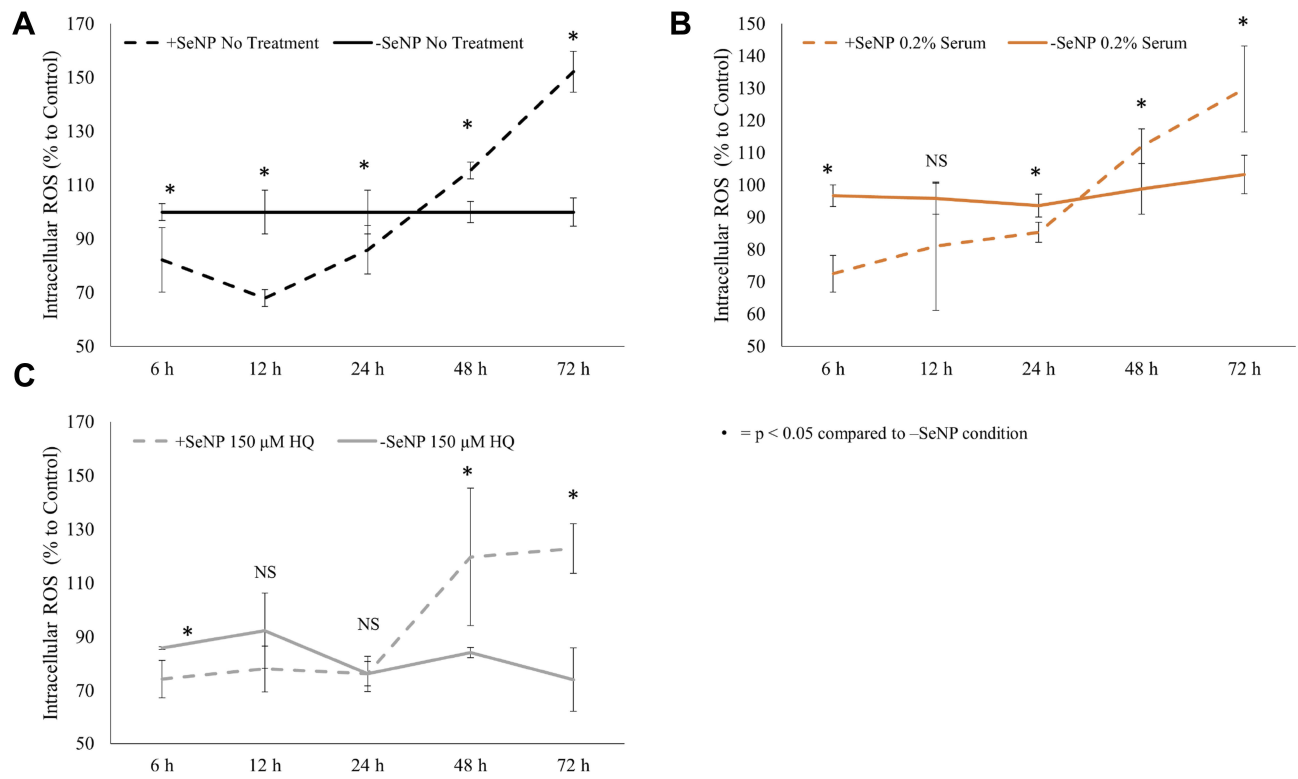 A
170
150
130
110
90
70
50
Intracellular ROS (% to Control)
+SeNP No Treatment
-SeNP No Treatment
*
*
*
*
*
6 h
12 h
24 h
48 h
72 h
B
150
140
130
120
110
100
90
80
70
60
50
Intracellular ROS (% to Control)
+SeNP 0.2% Serum
-SeNP 0.2% Serum
*
NS
*
*
*
6 h
12 h
24 h
48 h
72 h
C
170
150
130
110
90
70
50
Intracellular ROS (% to Control)
+SeNP 150 µM HQ
-SeNP 150 µM HQ
*
NS
NS
*
*
6 h
12 h
24 h
48 h
72 h
• = p < 0.05 compared to –SeNP condition